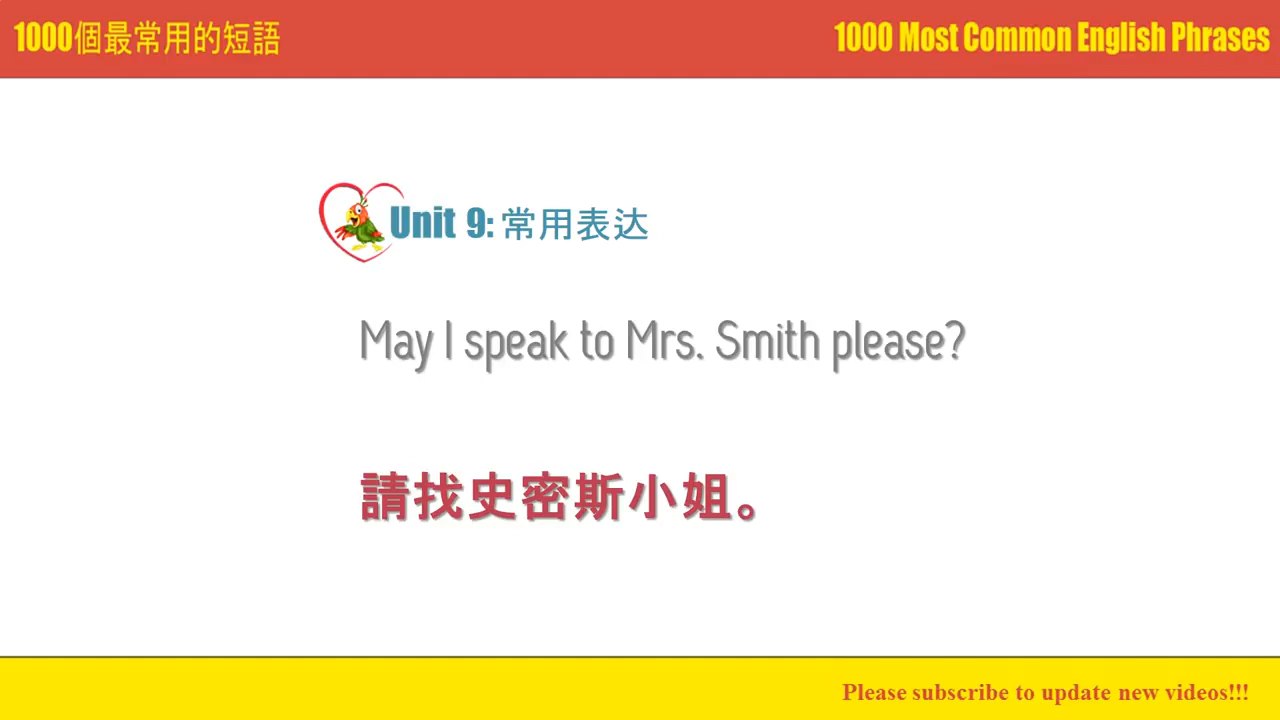 1000個最常用的短語
1000 Most Common English Phrases
Unit 9: 常用表达
May I speak to Mrs. Smith please?
請找史密斯小姐。
Please subscribe to update new videos!!!